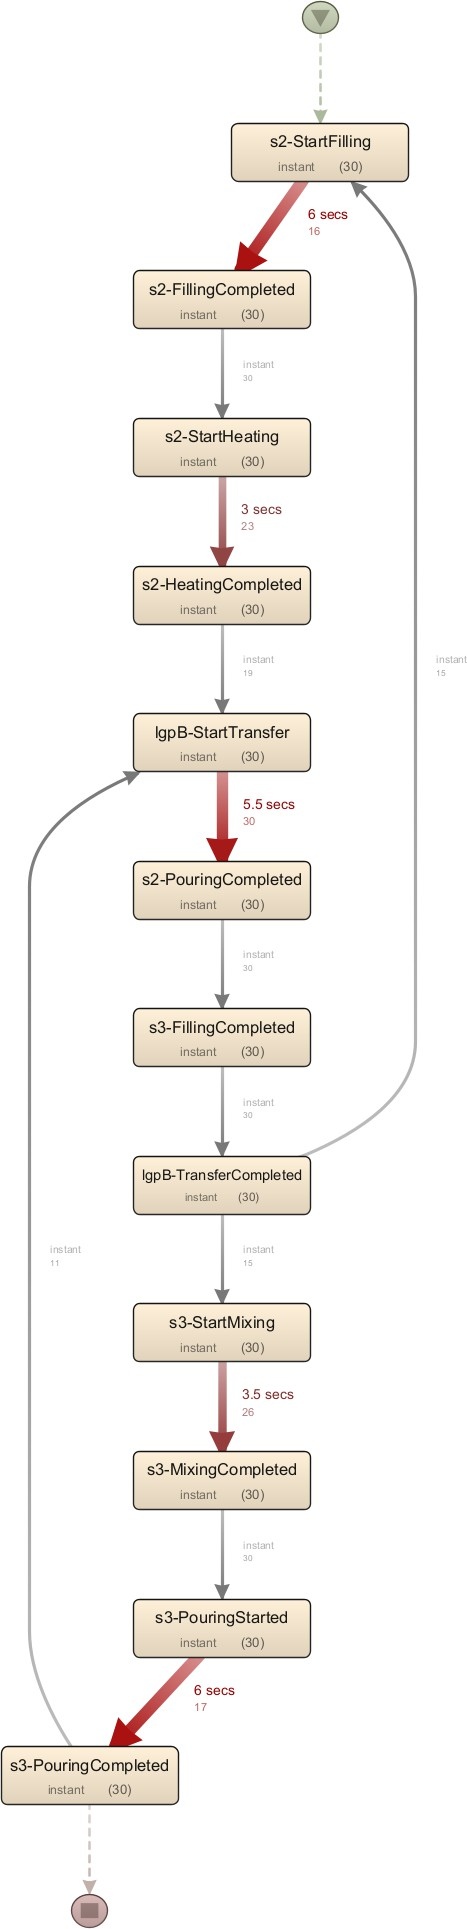 s2-StartFilling
instant (30)
6 secs
16
s2-FillingCompleted
instant (30)
instant
30
s2-StartHeating
instant (30)
3 secs
23
s2-HeatingCompleted
instant (30)
instant
19
instant
15
lgpB-StartTransfer
instant (30)
5.5 secs
30
s2-PouringCompleted
instant (30)
instant
30
s3-FillingCompleted
instant (30)
instant
30
lgpB-TransferCompleted
instant (30)
instant
11
instant
15
s3-StartMixing
instant (30)
3.5 secs
26
s3-MixingCompleted
instant (30)
instant
30
s3-PouringStarted
instant (30)
6 secs
17
s3-PouringCompleted
instant (30)